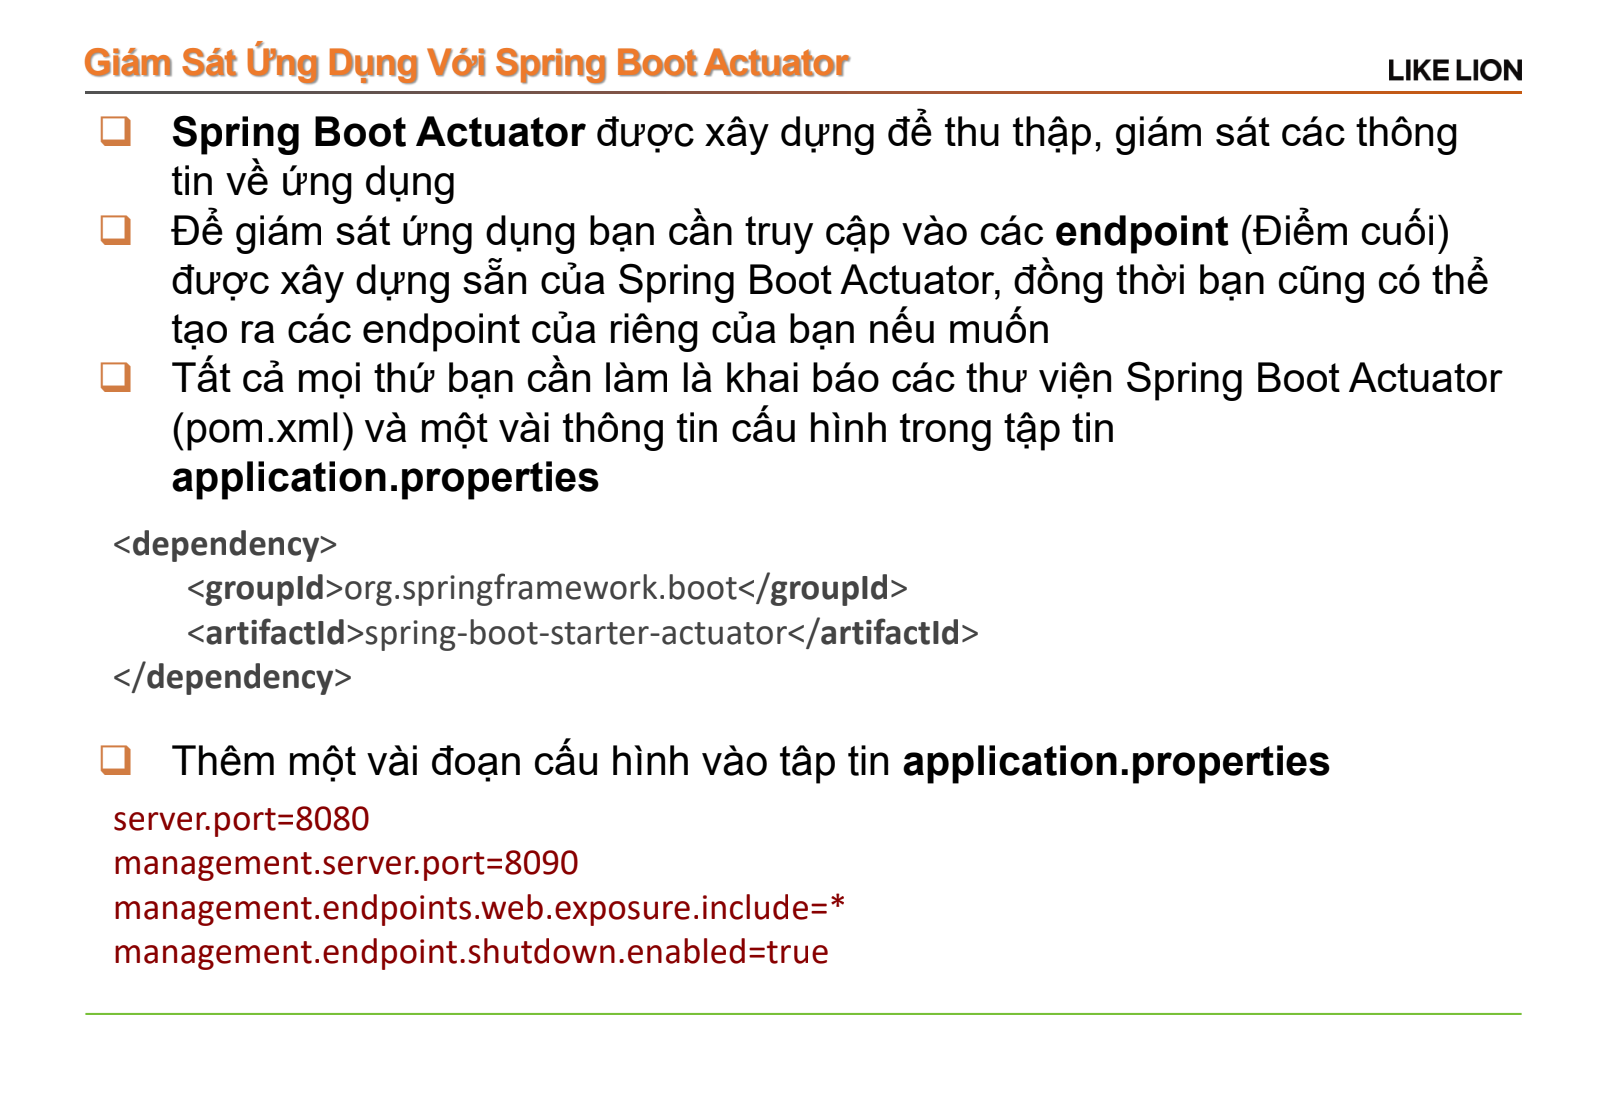 Giám Sát Ứng Dụng Với Spring Boot Actuator
LIKE LION
Spring Boot Actuator được xây dựng để thu thập, giám sát các thông
tin về ứng dụng
Để giám sát ứng dụng bạn cần truy cập vào các endpoint (Điểm cuối)
được xây dựng sẵn của Spring Boot Actuator, đồng thời bạn cũng có thể
tạo ra các endpoint của riêng của bạn nếu muốn
Tất cả mọi thứ bạn cần làm là khai báo các thư viện Spring Boot Actuator
(pom.xml) và một vài thông tin cấu hình trong tập tin
application.properties
<dependency>
<groupId>org.springframework.boot</groupId>
<artifactId>spring-boot-starter-actuator</artifactId>
</dependency>
Thêm một vài đoạn cấu hình vào tâp tin application.properties
server.port=8080
management.server.port=8090
management.endpoints.web.exposure.include=*
management.endpoint.shutdown.enabled=true